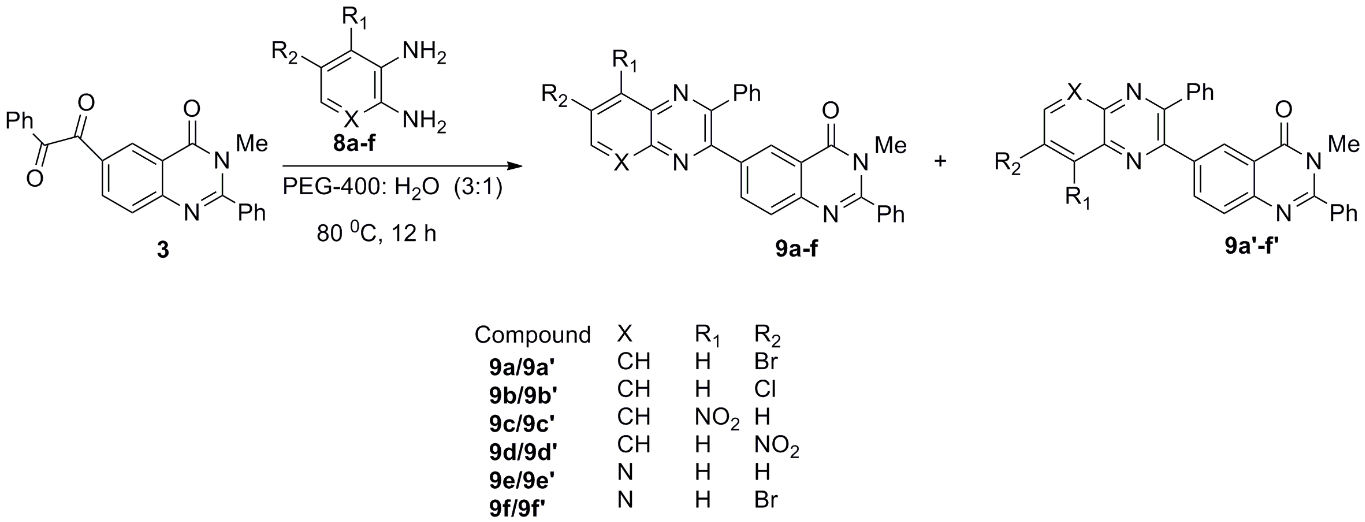 R₁
R₂ NH₂
NH₂
X
8a-f
Ph O
O
O
N Me
N Ph
3
PEG-400: H₂O (3:1)
80 ⁰C, 12 h
R₁
R₂ N Ph
X N
O
N Me
N Ph
9a-f
+
X N Ph
R₂ N
R₁
O
N Me
N Ph
9a'-f'
Compound X R₁ R₂
9a/9a' CH H Br
9b/9b' CH H Cl
9c/9c' CH NO₂ H
9d/9d' CH H NO₂
9e/9e' N H H
9f/9f' N H Br